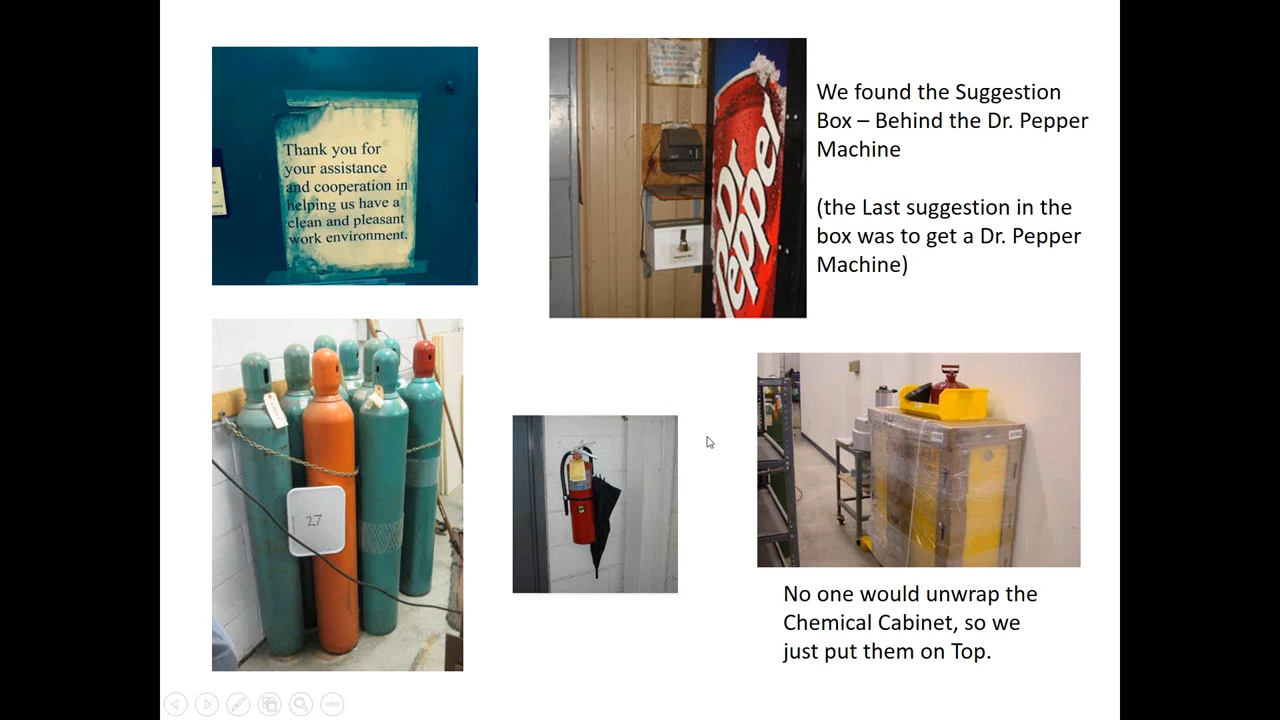 Thank you for
your assistance
and cooperation in
helping us have a
clean and pleasant
work environment.
Dr
Pepper
We found the Suggestion
Box – Behind the Dr. Pepper
Machine
(the Last suggestion in the
box was to get a Dr. Pepper
Machine)
27
No one would unwrap the
Chemical Cabinet, so we
just put them on Top.